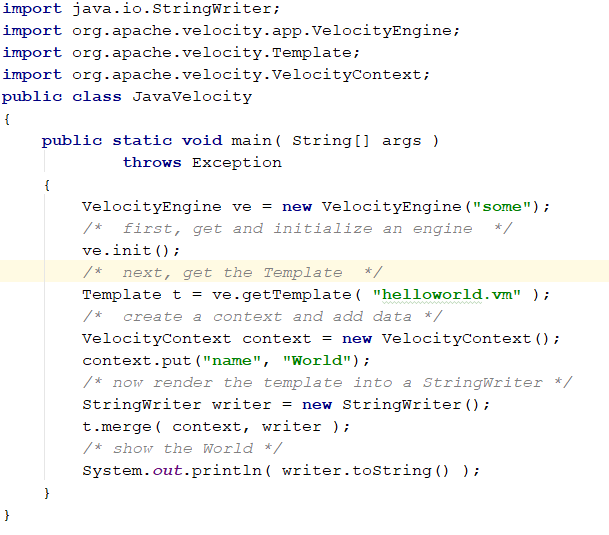 import java.io.StringWriter;
import org.apache.velocity.app.VelocityEngine;
import org.apache.velocity.Template;
import org.apache.velocity.VelocityContext;
public class JavaVelocity
{
    public static void main( String[] args )
            throws Exception
    {
        VelocityEngine ve = new VelocityEngine("some");
        /*  first, get and initialize an engine  */
        ve.init();
        /*  next, get the Template  */
        Template t = ve.getTemplate( "helloworld.vm" );
        /*  create a context and add data */
        VelocityContext context = new VelocityContext();
        context.put("name", "World");
        /* now render the template into a StringWriter */
        StringWriter writer = new StringWriter();
        t.merge( context, writer );
        /* show the World */
        System.out.println( writer.toString() );
    }
}